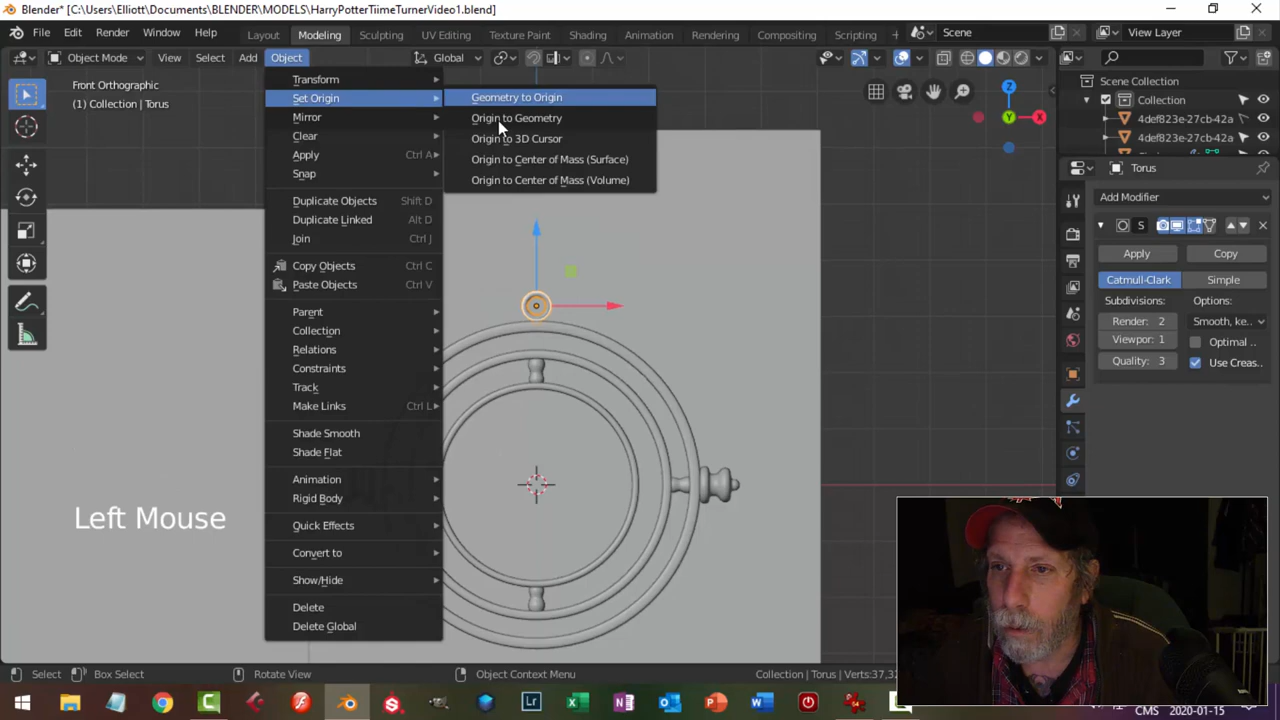 Blender* [C:\Users\Elliott\Documents\BLENDER\MODELS\HarryPotterTiimeTurnerVideo1.blend]
File Edit Render Window Help Layout Modeling Sculpting UV Editing Texture Paint Shading Animation Rendering Compositing Scripting Scene View Layer
Object Mode View Select Add Object Global
Front Orthographic
(1) Collection | Torus
Transform
Set Origin
Mirror
Clear
Apply Ctrl A
Snap
Duplicate Objects Shift D
Duplicate Linked Alt D
Join Ctrl J
Copy Objects Ctrl C
Paste Objects Ctrl V
Parent
Collection
Relations
Constraints
Track
Make Links Ctrl L
Shade Smooth
Shade Flat
Animation
Rigid Body
Quick Effects
Convert to
Show/Hide
Delete
Delete Global
Geometry to Origin
Origin to Geometry
Origin to 3D Cursor
Origin to Center of Mass (Surface)
Origin to Center of Mass (Volume)
Z
Y
X
Scene Collection
Collection
4def823e-27cb-42a
4def823e-27cb-42a
Torus
Add Modifier
S
Apply Copy
Catmull-Clark Simple
Subdivisions: Options:
Render: 2 Smooth, ke..
Viewpor: 1 Optimal ..
Quality: 3 Use Creas..
Left Mouse
Select Box Select Rotate View Object Context Menu Collection | Torus | Verts:37,3
CMS 2020-01-15